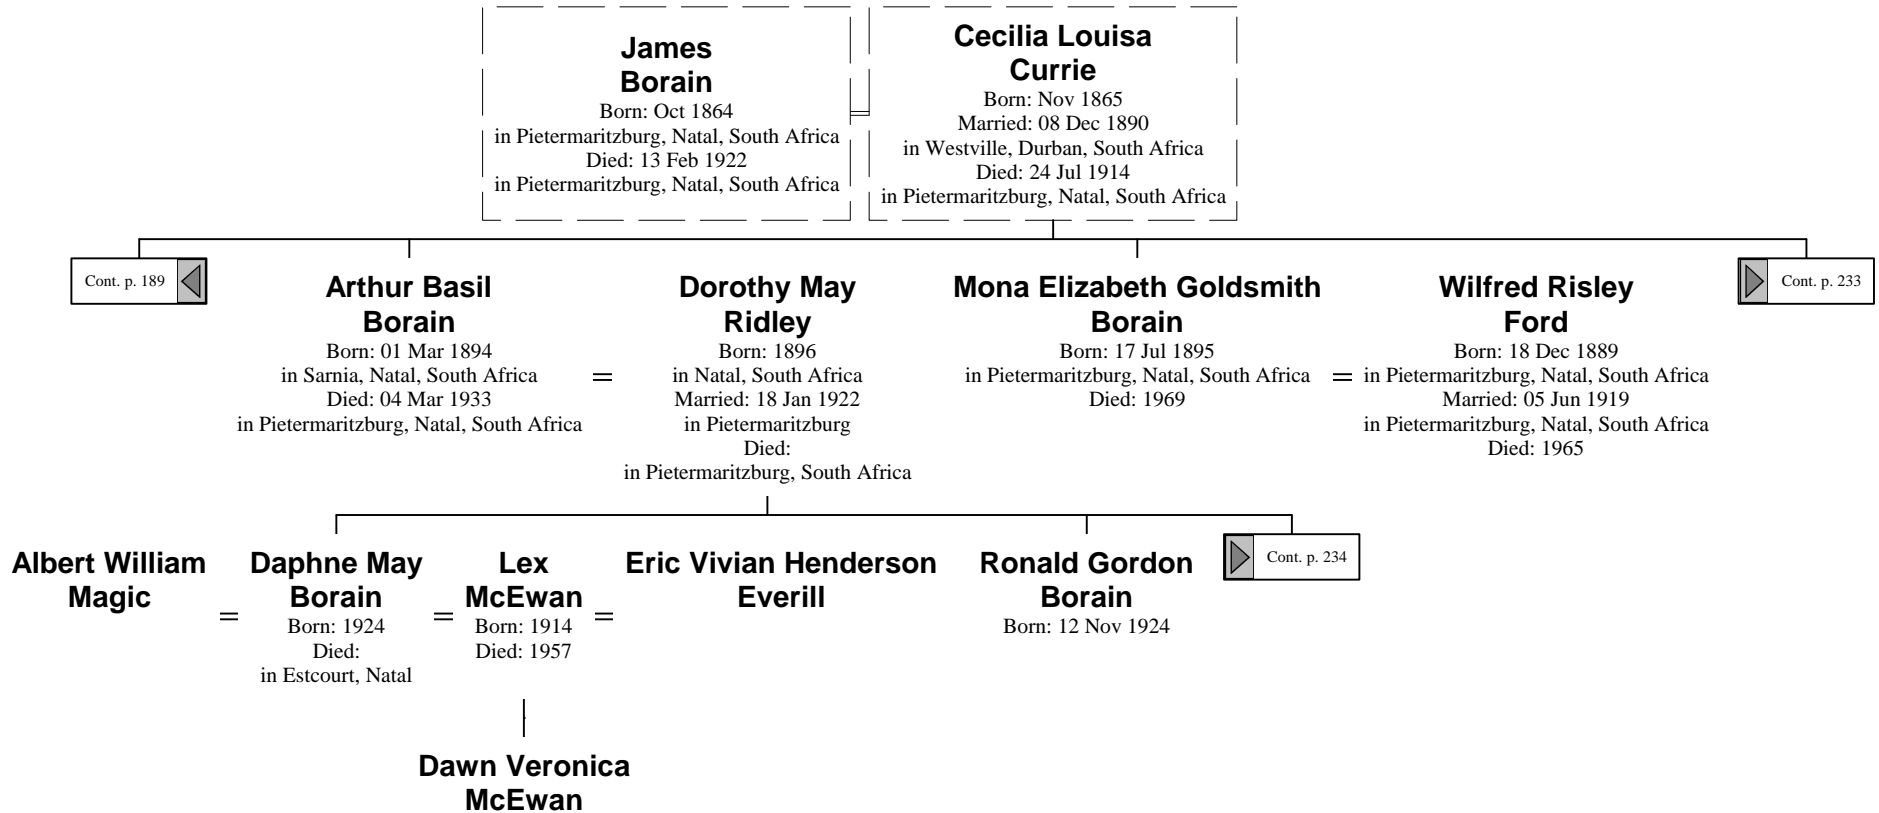 James
Borain
Born: Oct 1864
in Pietermaritzburg, Natal, South Africa
Died: 13 Feb 1922
in Pietermaritzburg, Natal, South Africa
Cecilia Louisa
Currie
Born: Nov 1865
Married: 08 Dec 1890
in Westville, Durban, South Africa
Died: 24 Jul 1914
in Pietermaritzburg, Natal, South Africa
Cont. p. 189
Arthur Basil
Borain
Born: 01 Mar 1894
in Sarnia, Natal, South Africa
Died: 04 Mar 1933
in Pietermaritzburg, Natal, South Africa
=
Dorothy May
Ridley
Born: 1896
in Natal, South Africa
Married: 18 Jan 1922
in Pietermaritzburg
Died:
in Pietermaritzburg, South Africa
Mona Elizabeth Goldsmith
Borain
Born: 17 Jul 1895
in Pietermaritzburg, Natal, South Africa
Died: 1969
=
Wilfred Risley
Ford
Born: 18 Dec 1889
in Pietermaritzburg, Natal, South Africa
Married: 05 Jun 1919
in Pietermaritzburg, Natal, South Africa
Died: 1965
Cont. p. 233
Albert William
Magic
=
Daphne May
Borain
Born: 1924
Died:
in Estcourt, Natal
=
Lex
McEwan
Born: 1914
Died: 1957
=
Eric Vivian Henderson
Everill
Ronald Gordon
Borain
Born: 12 Nov 1924
Cont. p. 234
Dawn Veronica
McEwan